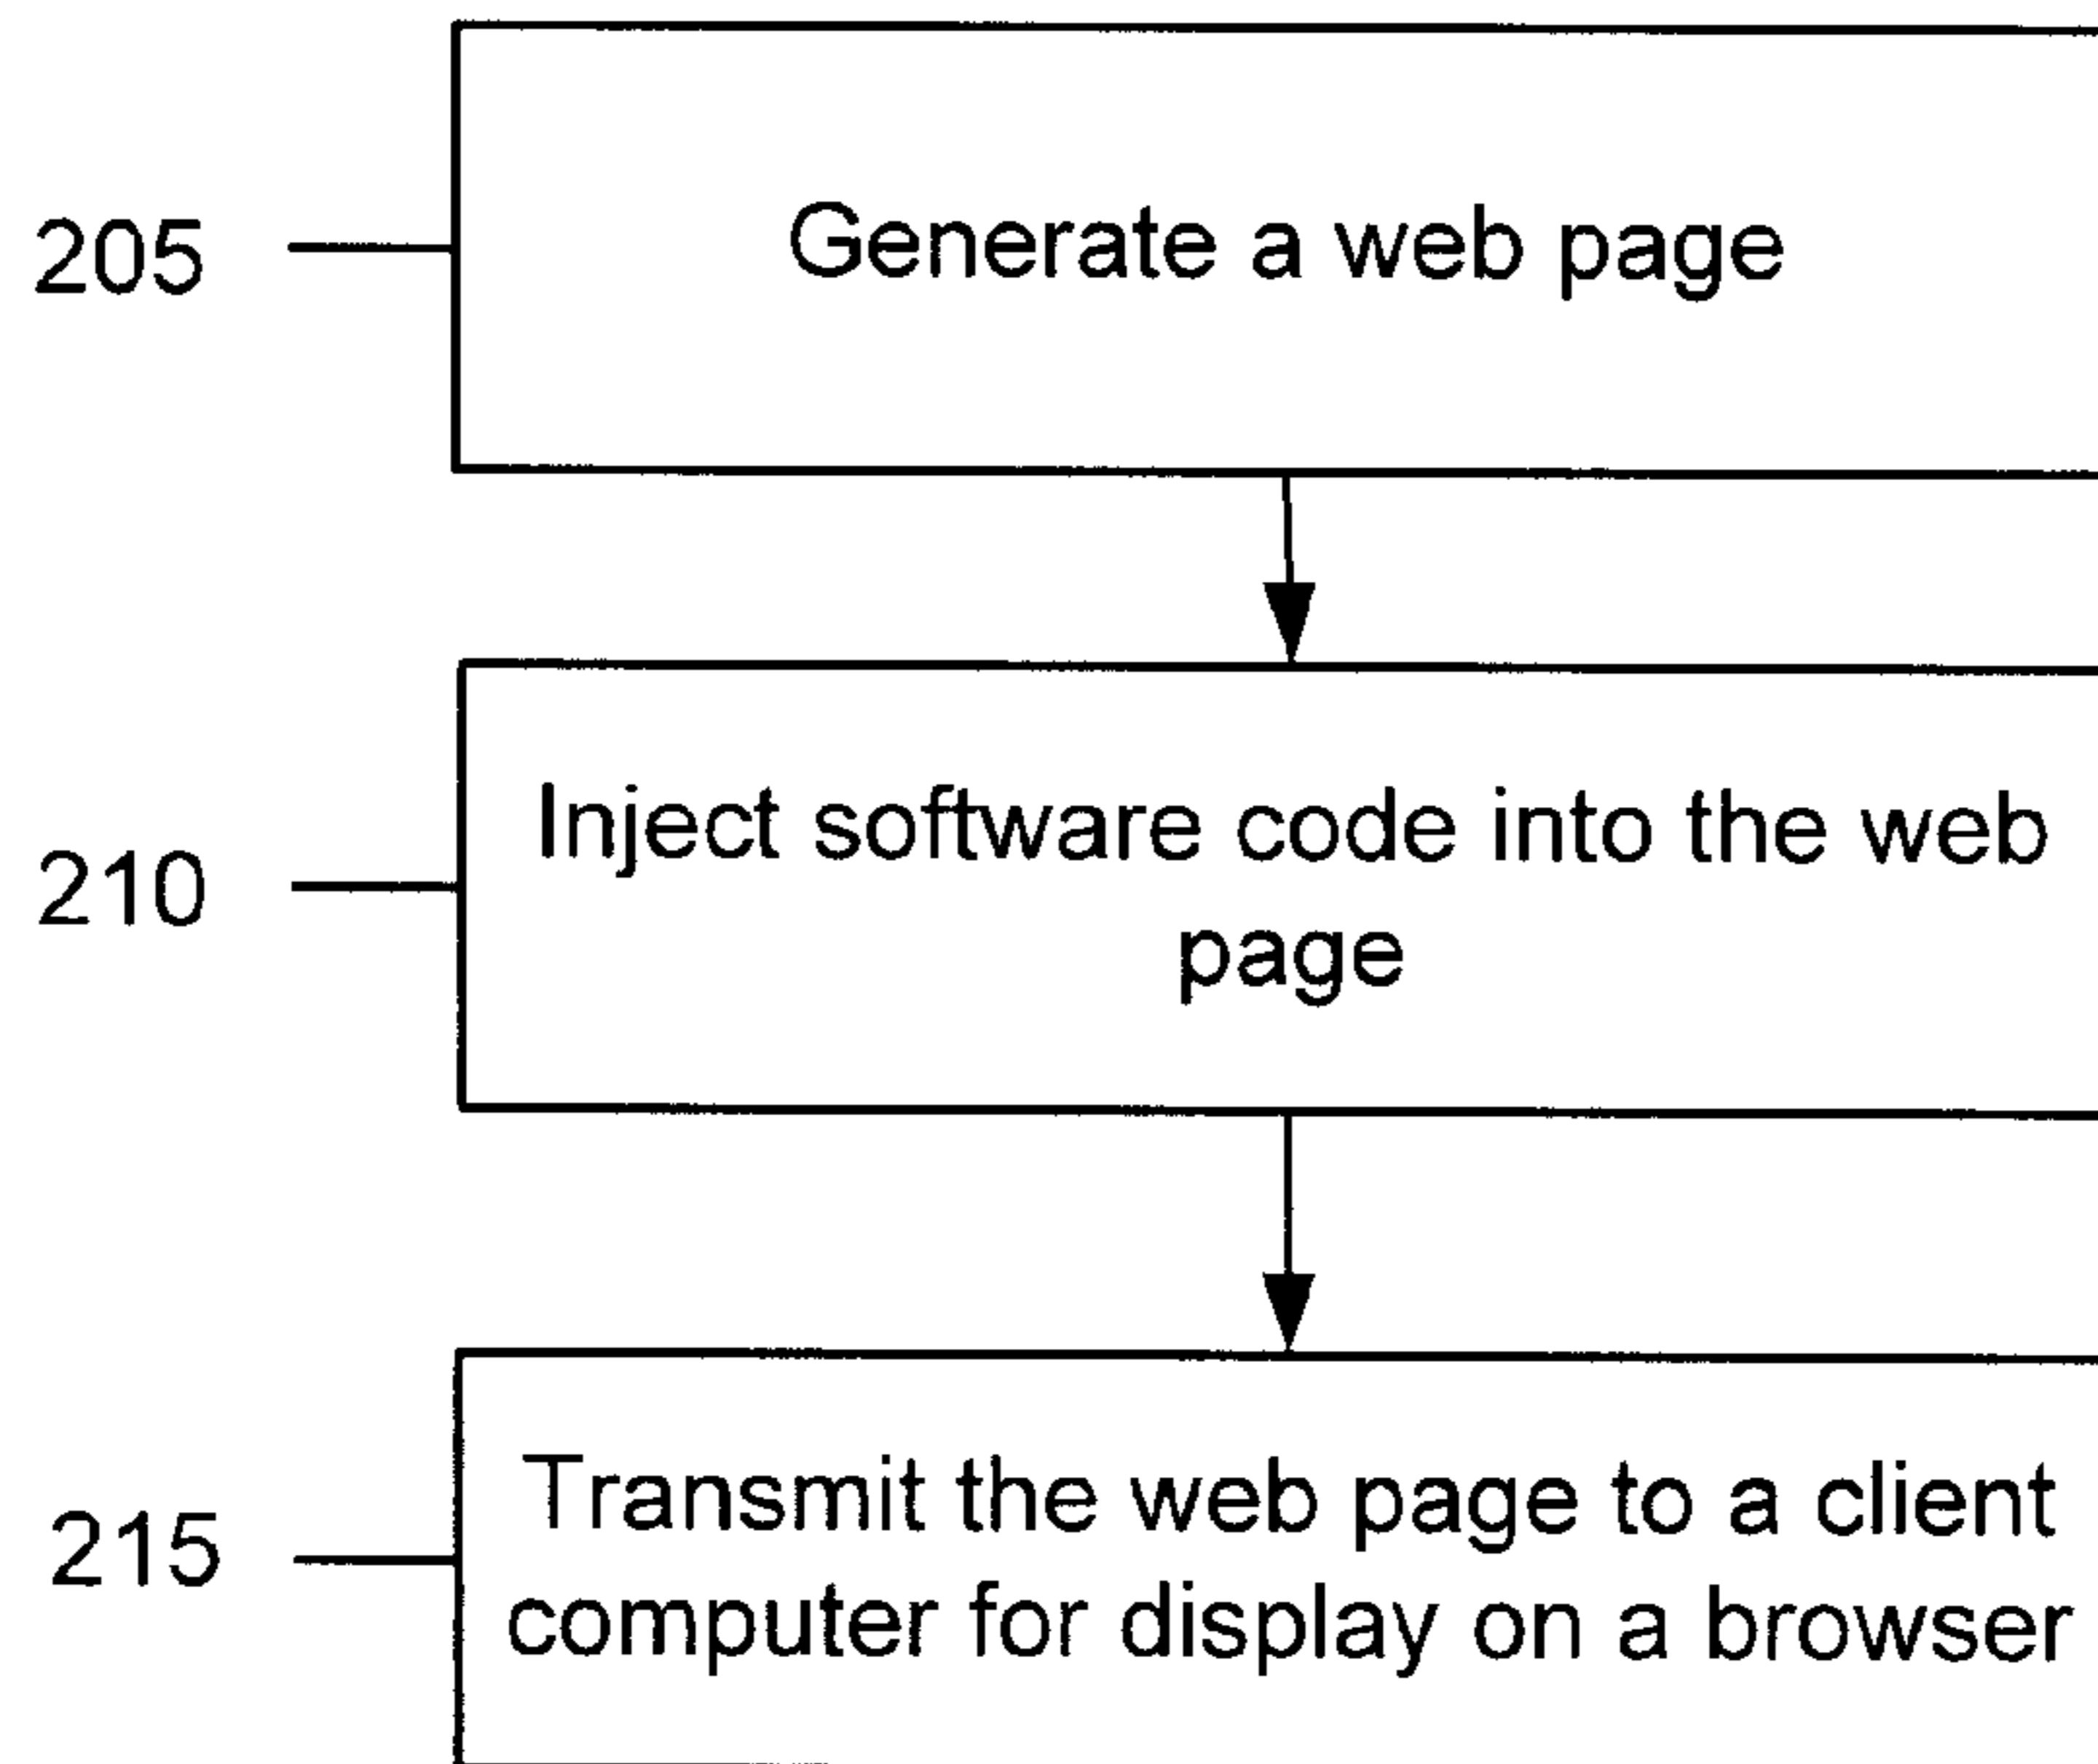 205
Generate a web page
210
Inject software code into the web
page
215
Transmit the web page to a client
computer for display on a browser